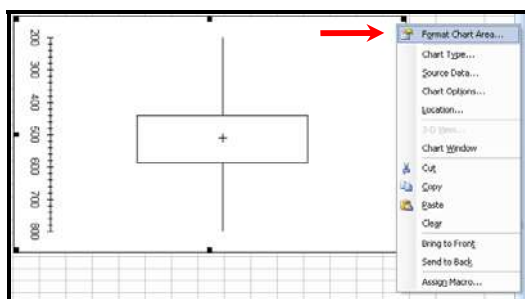 200
300
400
500
600
700
800
Format Chart Area...
Chart Type...
Source Data...
Chart Options...
Location...
3-D View...
Chart Window
Cut
Copy
Paste
Clear
Bring to Front
Send to Back
Assign Macro...